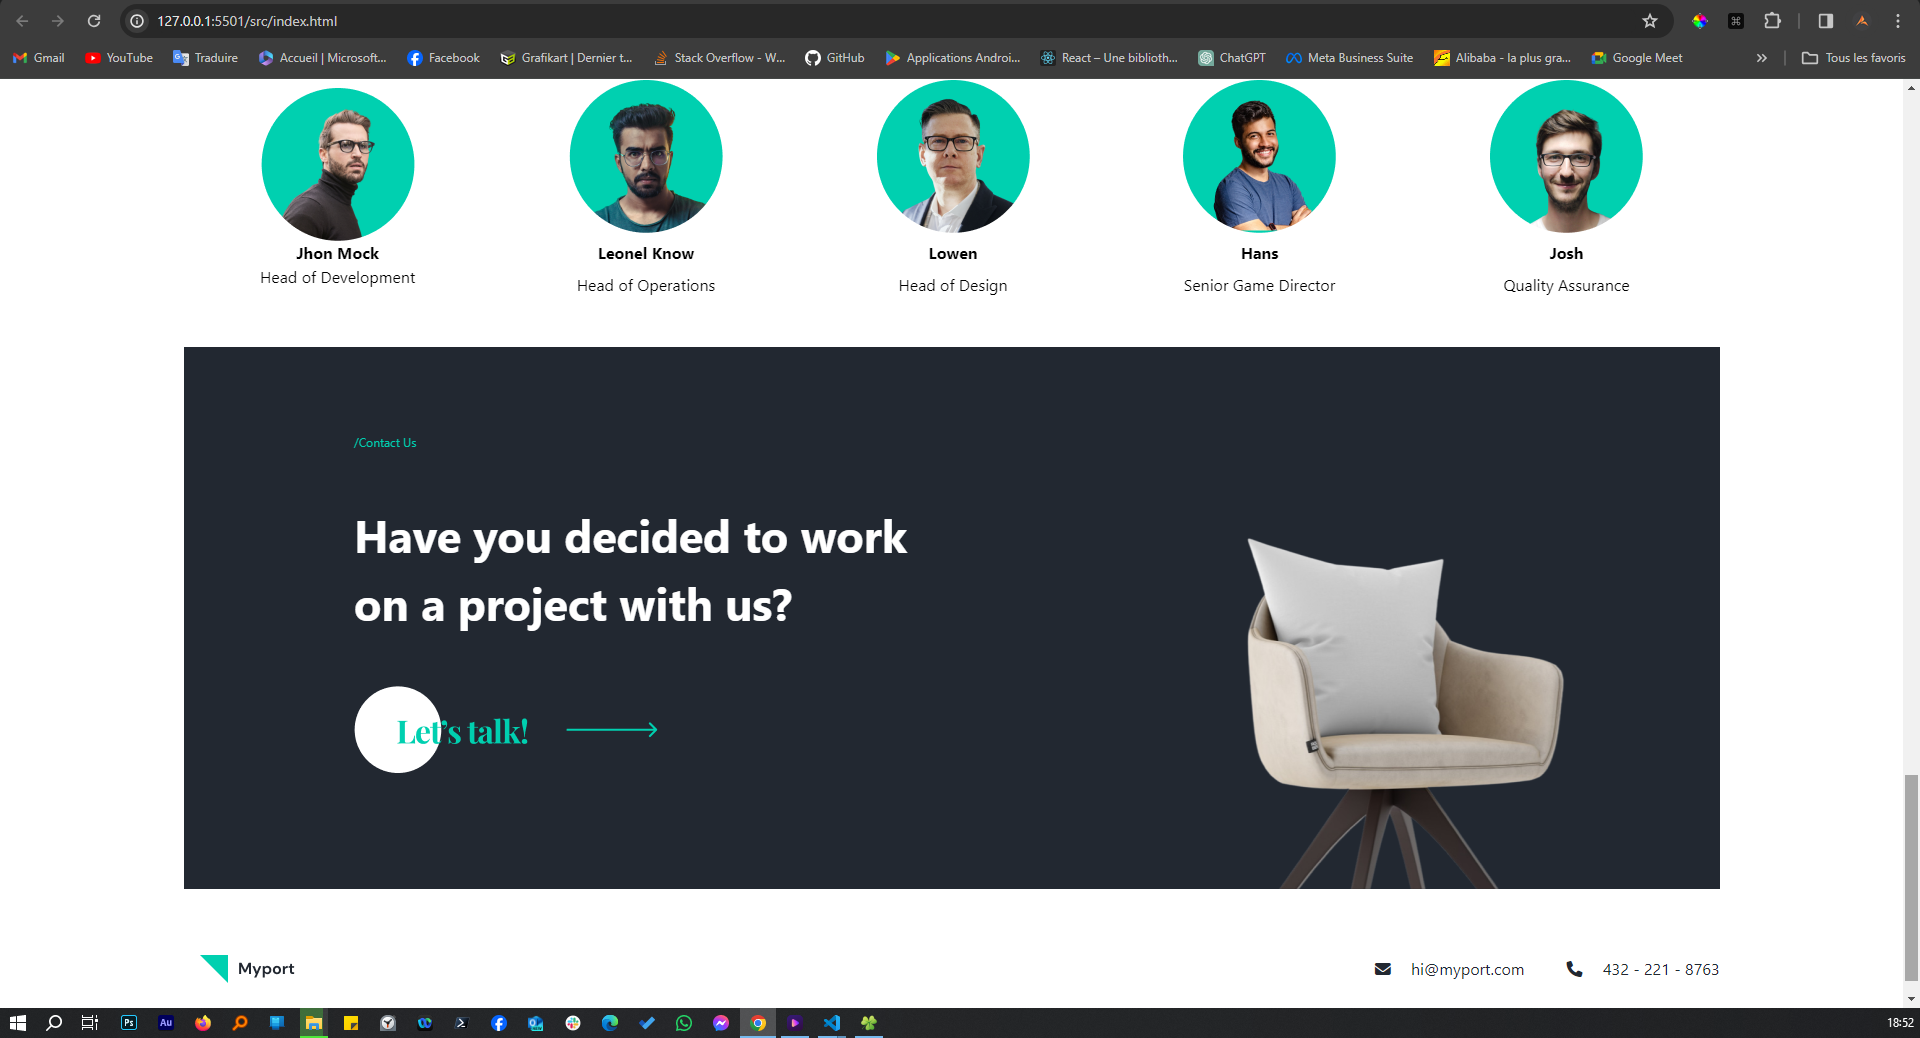 127.0.0.1:5501/src/index.html
Gmail YouTube Traduire Accueil | Microsoft... Facebook Grafikart | Dernier t... Stack Overflow - W... GitHub Applications Androi... React – Une biblioth... ChatGPT Meta Business Suite Alibaba - la plus gra... Google Meet Tous les favoris
Jhon Mock Leonel Know Lowen Hans Josh
Head of Development Head of Operations Head of Design Senior Game Director Quality Assurance
/Contact Us
Have you decided to work
on a project with us?
Let's talk!
Myport hi@myport.com 432 - 221 - 8763
Ps Au 18:52